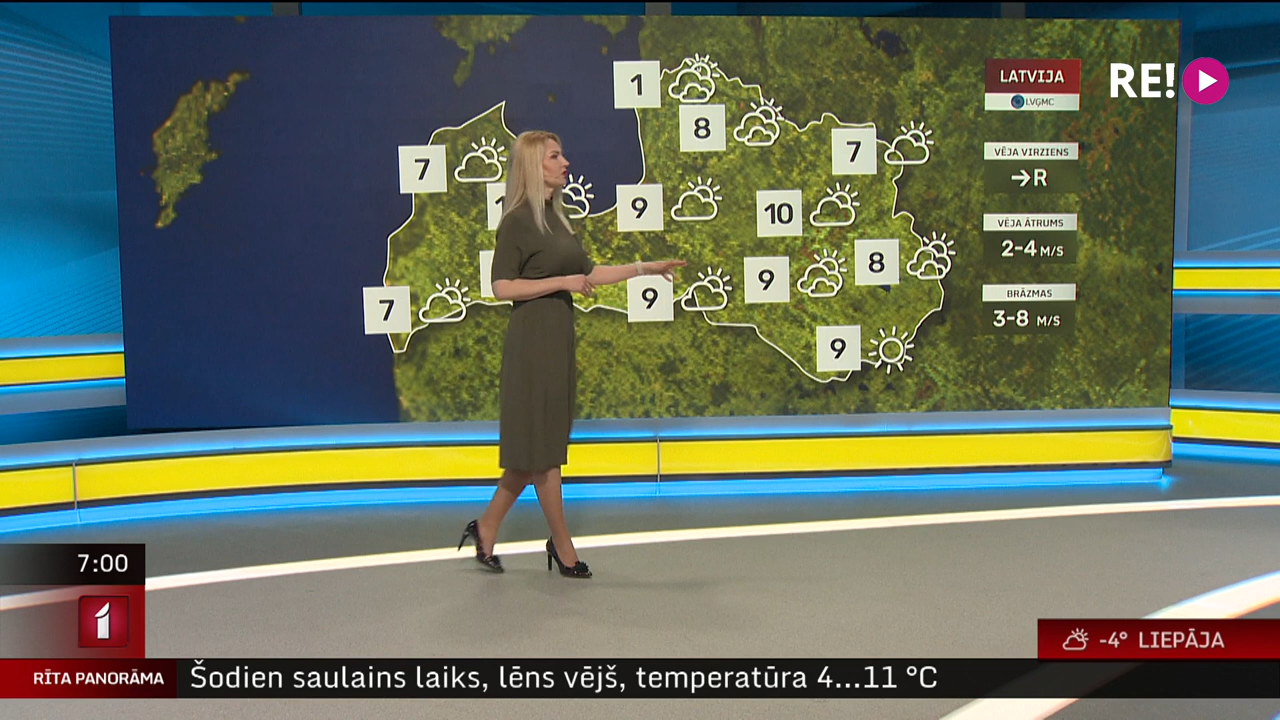 RE!
LATVIJA
LVĢMC
VĒJA VIRZIENS
→R
VĒJA ĀTRUMS
2-4 M/S
BRĀZMAS
3-8 M/S
1
8
7
7
9
10
9
8
7
9
9
7:00
1
-4° LIEPĀJA
RĪTA PANORĀMA
Šodien saulains laiks, lēns vējš, temperatūra 4...11 °C